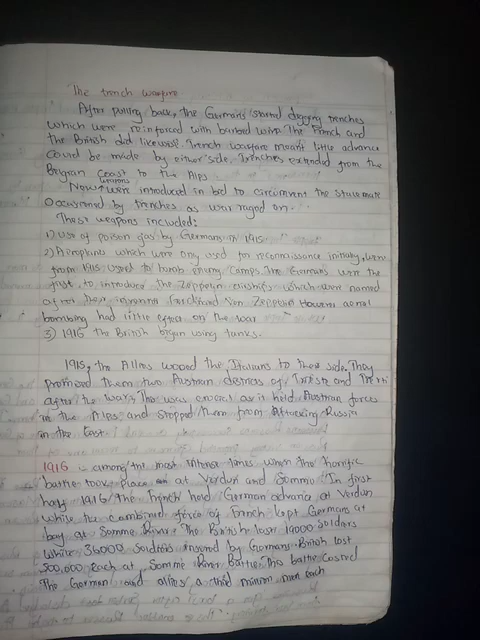 The trench warfare
After pulling back, the Germans started digging trenches
which were reinforced with barbed wire. The French and
the British did likewise. Trench warfare meant little advance
could be made by either side. Trenches extended from the
Belgian coast to the Alps
New weapons were introduced in bid to circumvent the stalemate
Occurenced by trenches as war raged on.
These weapons included:
1) Use of poison gas by Germans in 1915
2) Aeroplanes which were only used for reconnaissance initially were
from 1915 used to bomb enemy camps. The Germans were the
first to introduce the Zeppelin airships which were named
after their inventor Ferdinand Von Zeppelin However aerial
bombing had little effect on the war
3) 1916 the British began using tanks.
1915, the Allies wooed the Italians to their side. They
promised them two Austrian districts of Trieste and
after the war. This was crucial as it held Austrian forces
in the Alps and stopped them from Attacking Russia
in the East.
1916 is among the most intense times when the horrific
battle took place at Verdun and Somme. In first
half 1916 the French held German advance at Verdun
while the combined force of French kept Germans at
bay at Somme River. The British lost 19000 soldiers
while 36000 soldiers injured by Germans. British lost
500,000 each at Somme River Battle. The battle costed
The German and allies a million men each